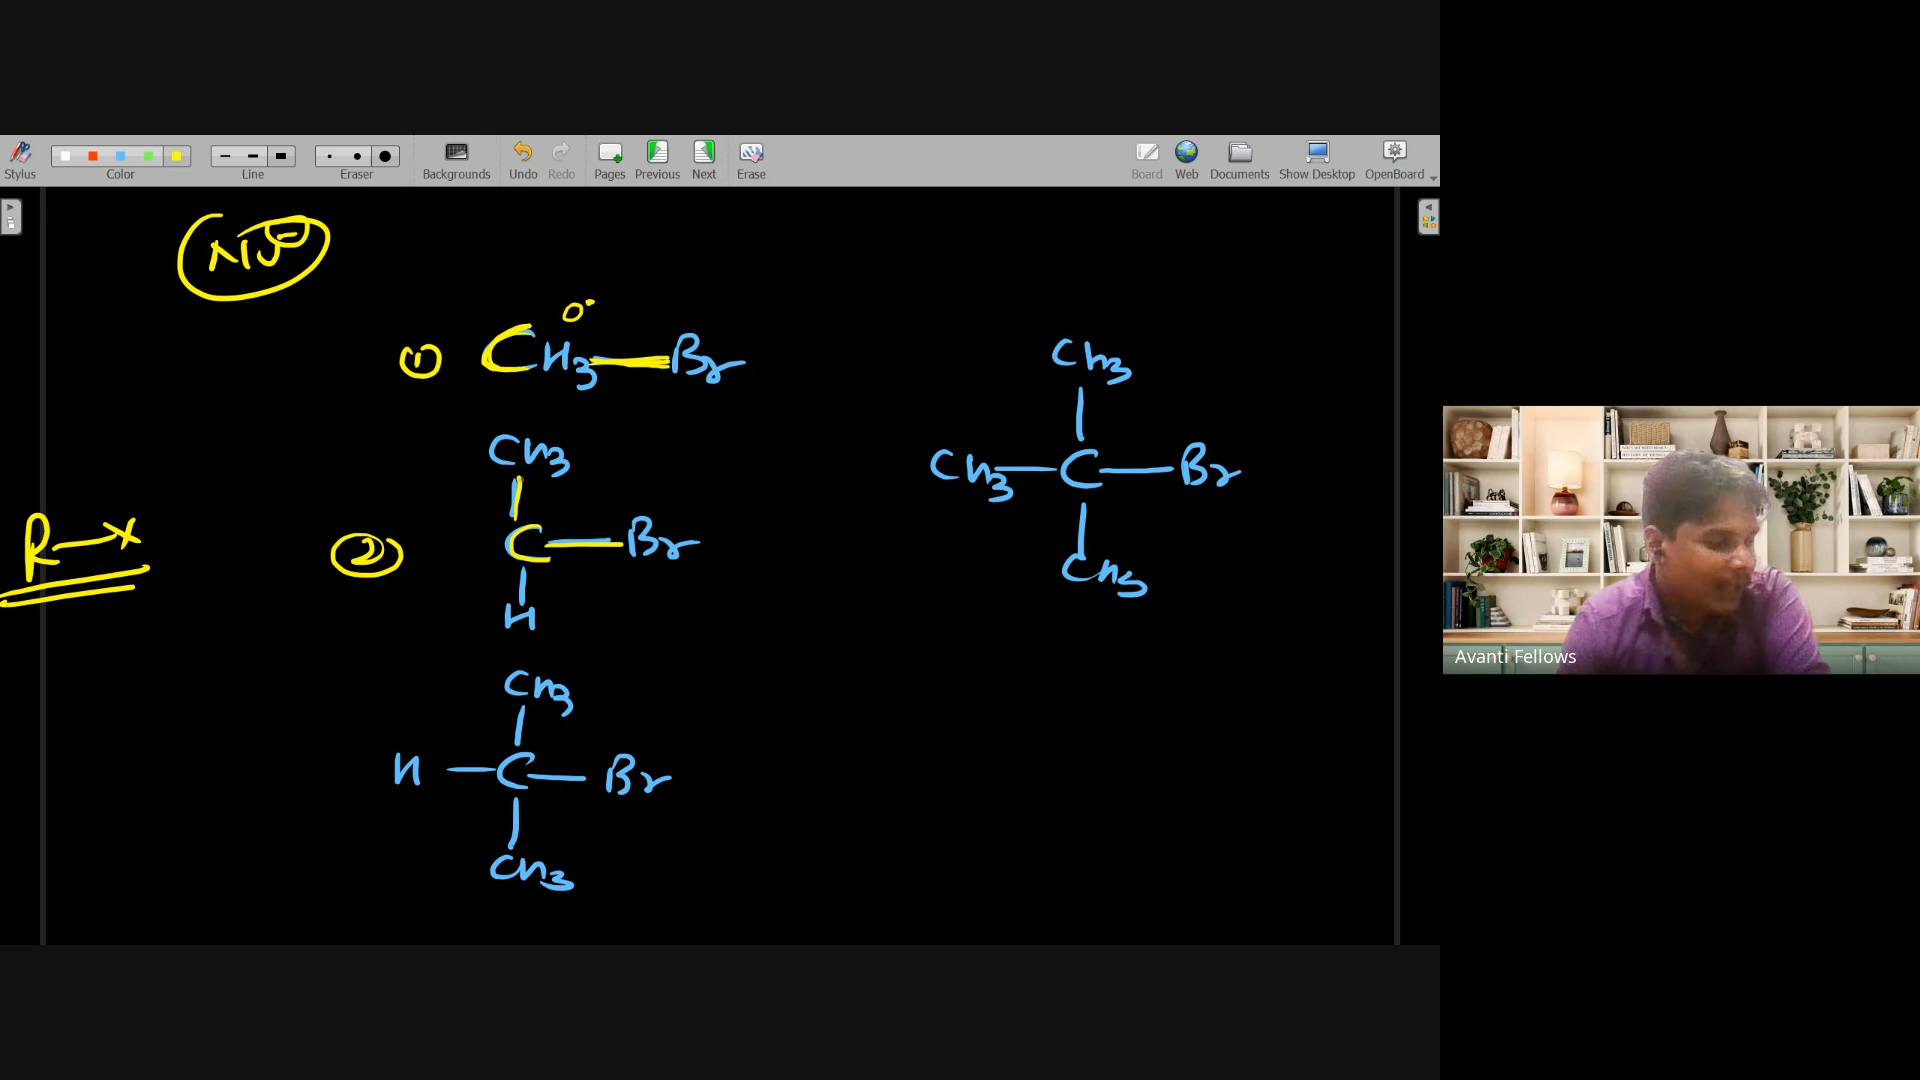 Stylus
Color
Line
Eraser
Backgrounds
Undo
Redo
Pages
Previous
Next
Erase
Board
Web
Documents
Show Desktop
OpenBoard
Nu⁻
0°
① CH3—Br
CH3
② C—Br
H
CH3
H—C—Br
CH3
R—X
CH3
CH3—C—Br
CH3
Avanti Fellows